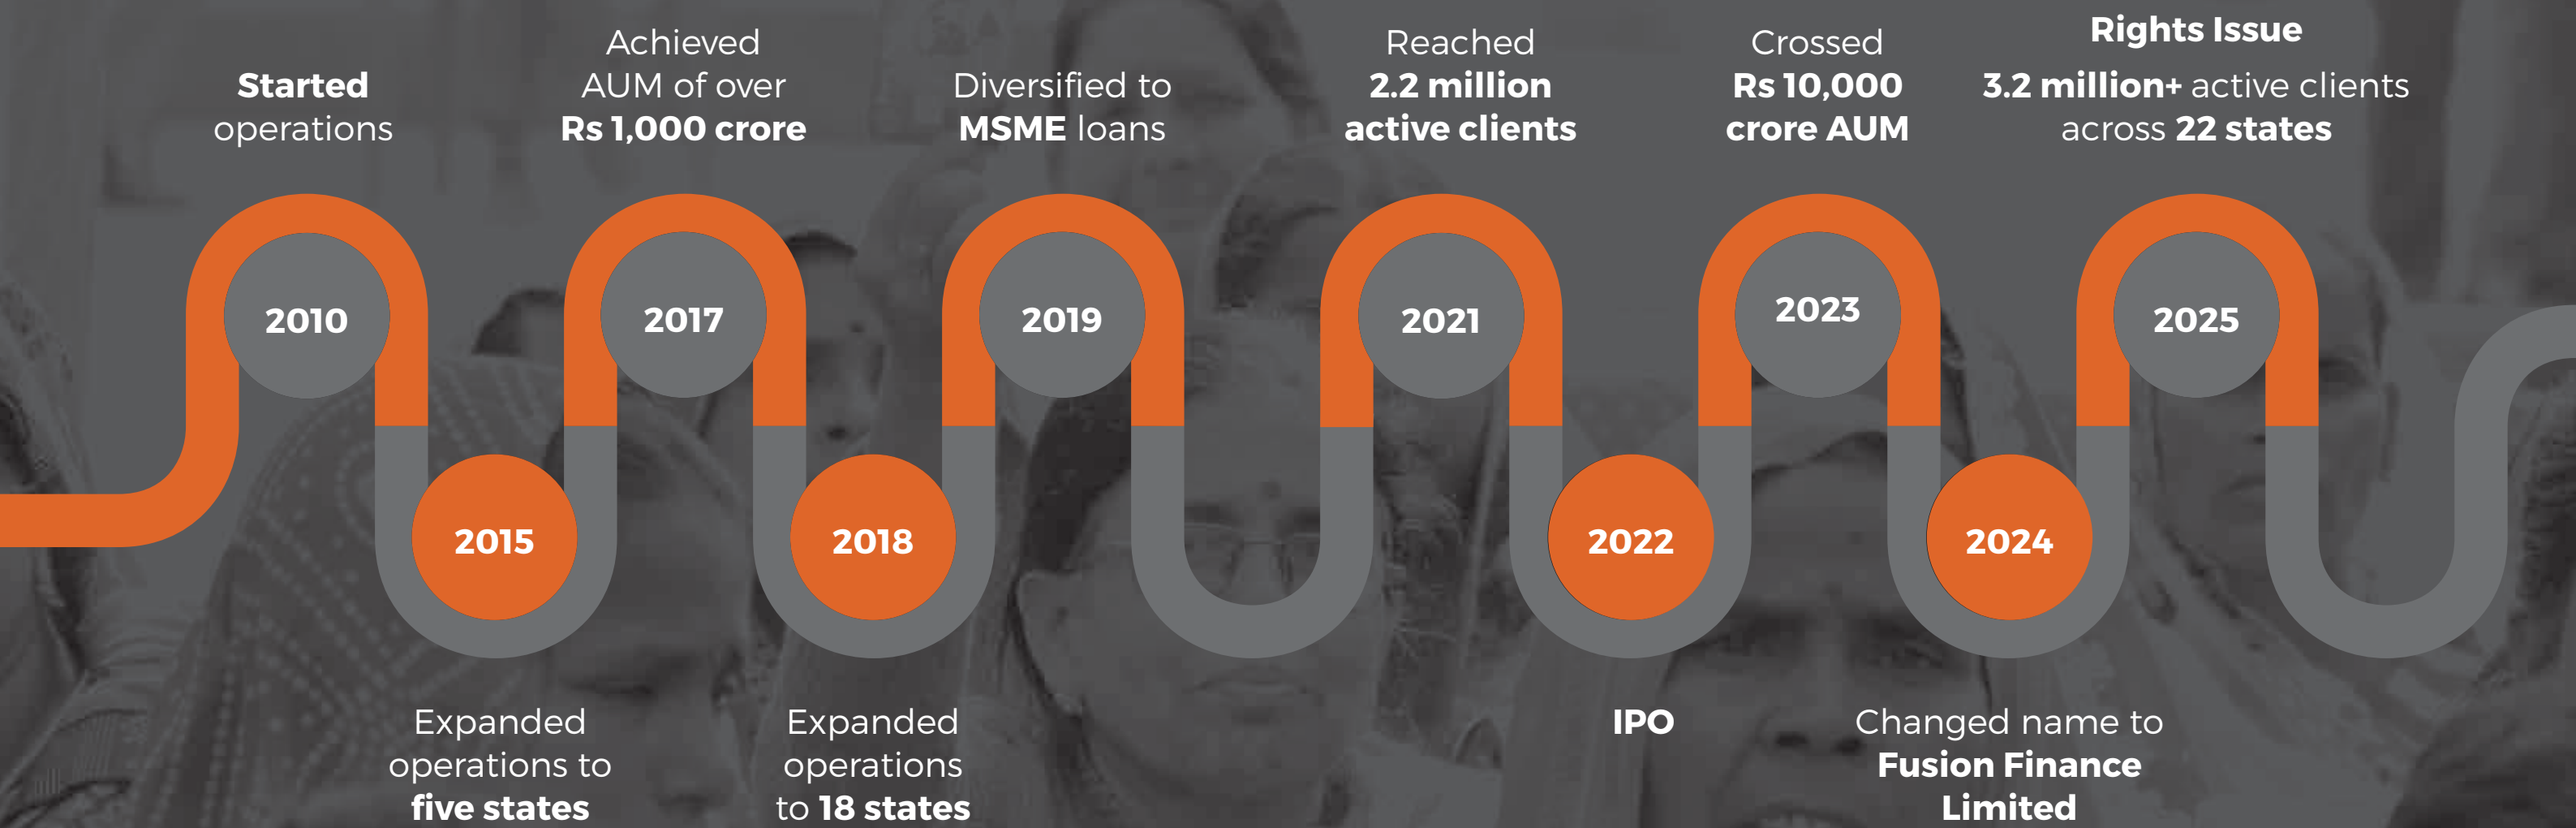 Started
operations
2010
Expanded
operations to
five states
2015
Achieved
AUM of over
Rs 1,000 crore
2017
Expanded
operations
to 18 states
2018
Diversified to
MSME loans
2019
Reached
2.2 million
active clients
2021
IPO
2022
Crossed
Rs 10,000
crore AUM
2023
Changed name to
Fusion Finance
Limited
2024
Rights Issue
3.2 million+ active clients
across 22 states
2025